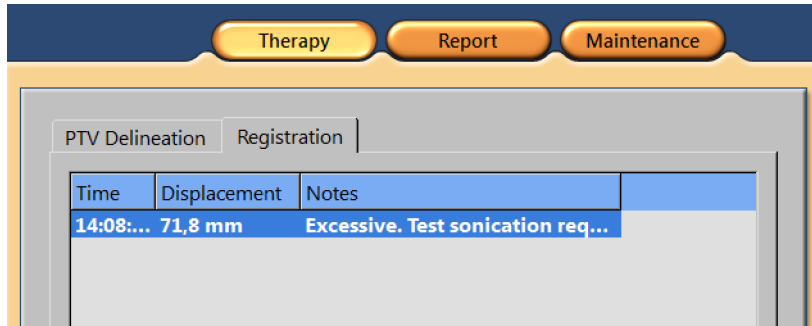 Therapy Report Maintenance
PTV Delineation Registration
Time Displacement Notes
14:08:... 71,8 mm Excessive. Test sonication req...